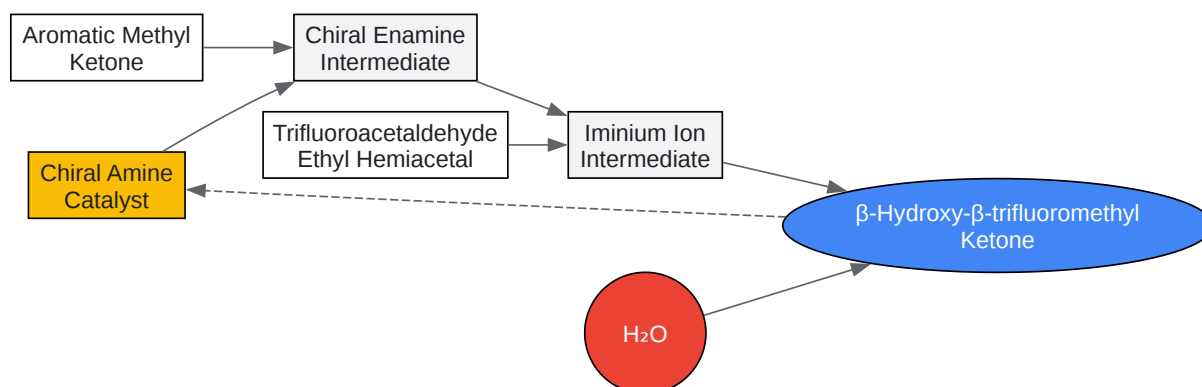 Aromatic Methyl
Ketone
Chiral Enamine
Intermediate
Trifluoroacetaldehyde
Ethyl Hemiacetal
Iminium Ion
Intermediate
Chiral Amine
Catalyst
β-Hydroxy-β-trifluoromethyl
Ketone
H₂O